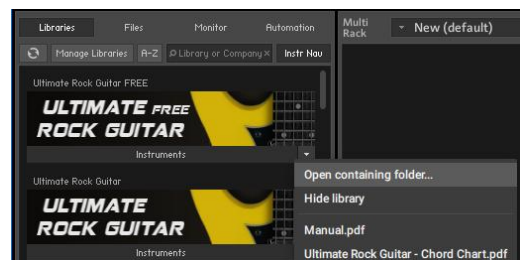 Libraries Files Monitor Automation
Multi Rack New (default)
Manage Libraries A-Z Library or Company × Instr Nav
Ultimate Rock Guitar FREE
ULTIMATE FREE
ROCK GUITAR
Instruments
Open containing folder...
Hide library
Manual.pdf
Ultimate Rock Guitar - Chord Chart.pdf
Ultimate Rock Guitar
ULTIMATE
ROCK GUITAR
Instruments